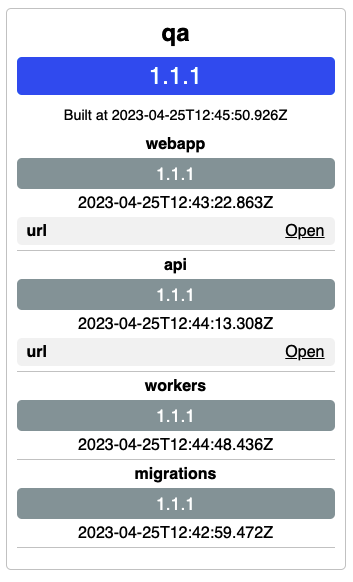 qa
1.1.1
Built at 2023-04-25T12:45:50.926Z
webapp
1.1.1
2023-04-25T12:43:22.863Z
url Open
api
1.1.1
2023-04-25T12:44:13.308Z
url Open
workers
1.1.1
2023-04-25T12:44:48.436Z
migrations
1.1.1
2023-04-25T12:42:59.472Z